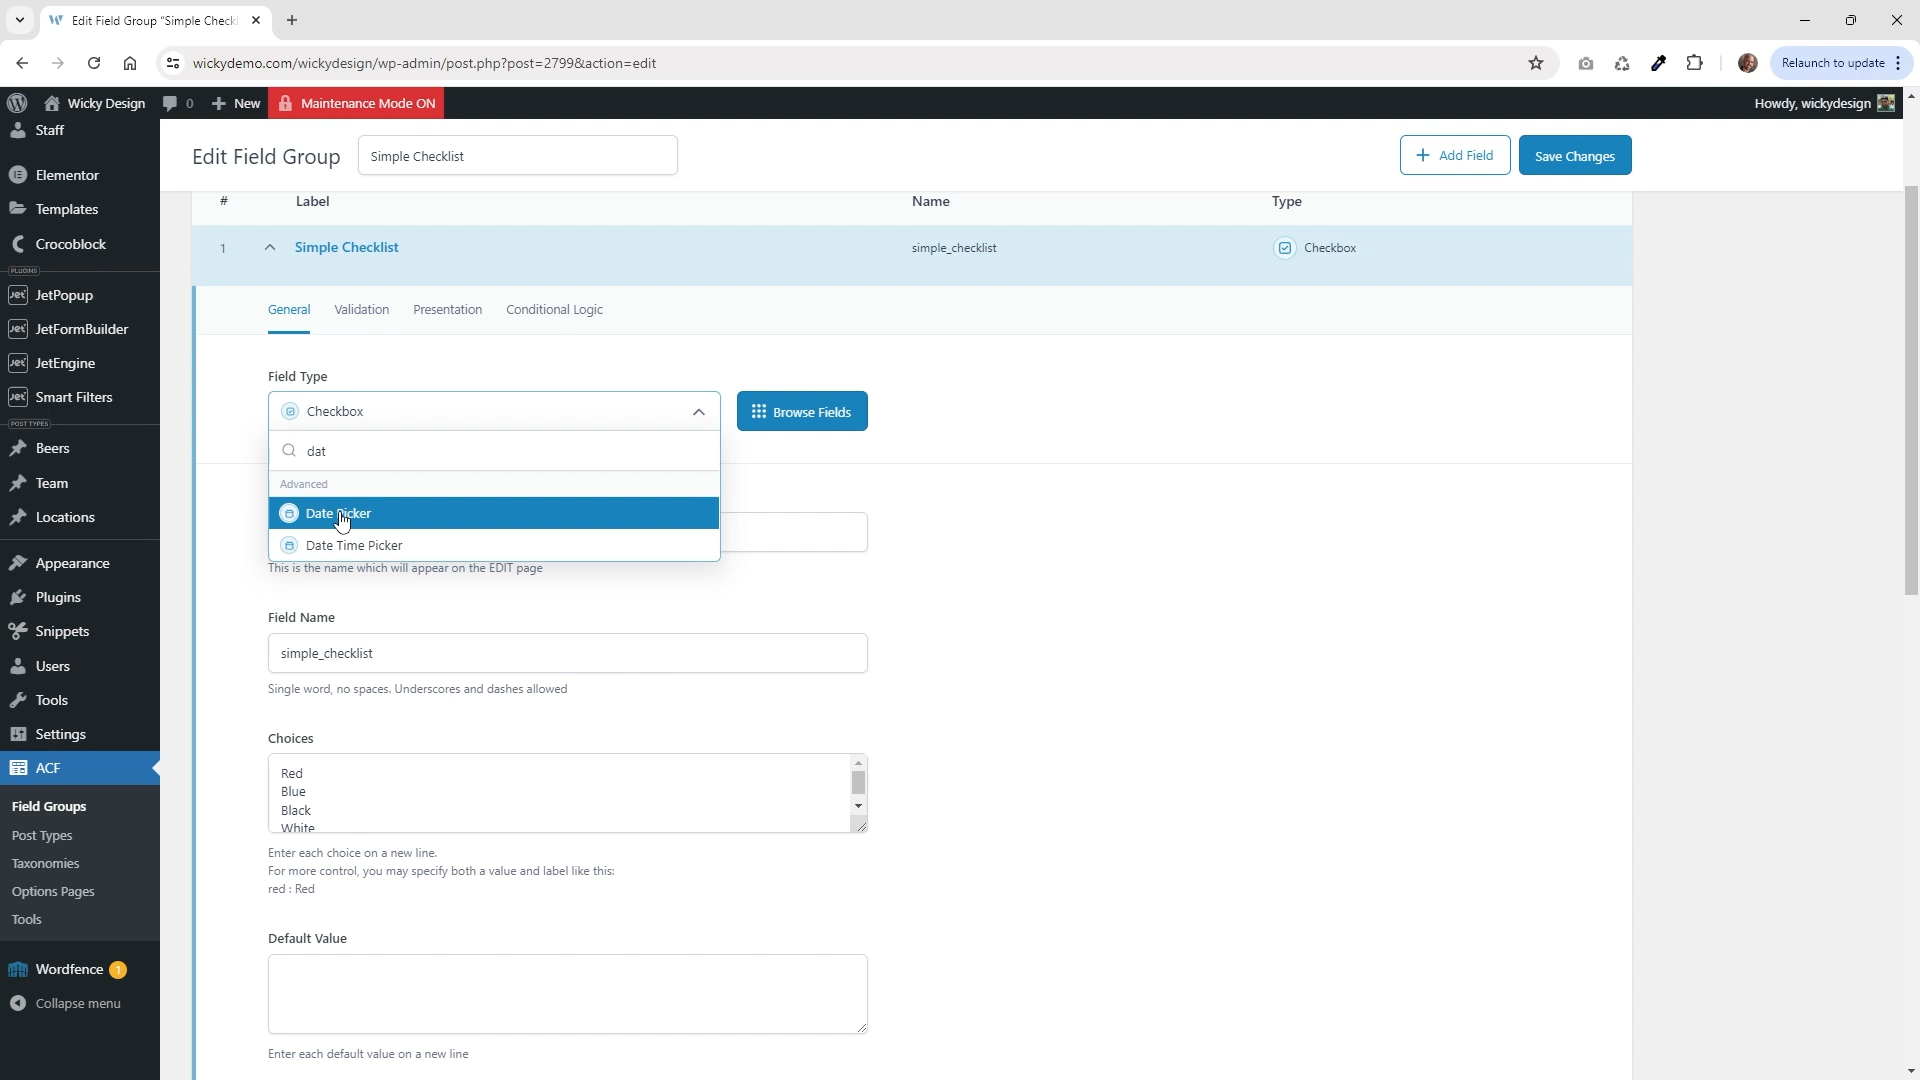 Edit Field Group “Simple Checkl
wickydemo.com/wickydesign/wp-admin/post.php?post=2799&action=edit
Relaunch to update
Wicky Design
0
New
Maintenance Mode ON
Howdy, wickydesign
Staff
Elementor
Templates
Crocoblock
PLUGINS
JetPopup
JetFormBuilder
JetEngine
Smart Filters
POST TYPES
Beers
Team
Locations
Appearance
Plugins
Snippets
Users
Tools
Settings
ACF
Field Groups
Post Types
Taxonomies
Options Pages
Tools
Wordfence 1
Collapse menu
Edit Field Group
Simple Checklist
Add Field
Save Changes
# Label Name Type
1 Simple Checklist simple_checklist Checkbox
General Validation Presentation Conditional Logic
Field Type
Checkbox
Browse Fields
dat
Advanced
Date Picker
Date Time Picker
This is the name which will appear on the EDIT page
Field Name
simple_checklist
Single word, no spaces. Underscores and dashes allowed
Choices
Red
Blue
Black
White
Enter each choice on a new line.
For more control, you may specify both a value and label like this:
red : Red
Default Value
Enter each default value on a new line